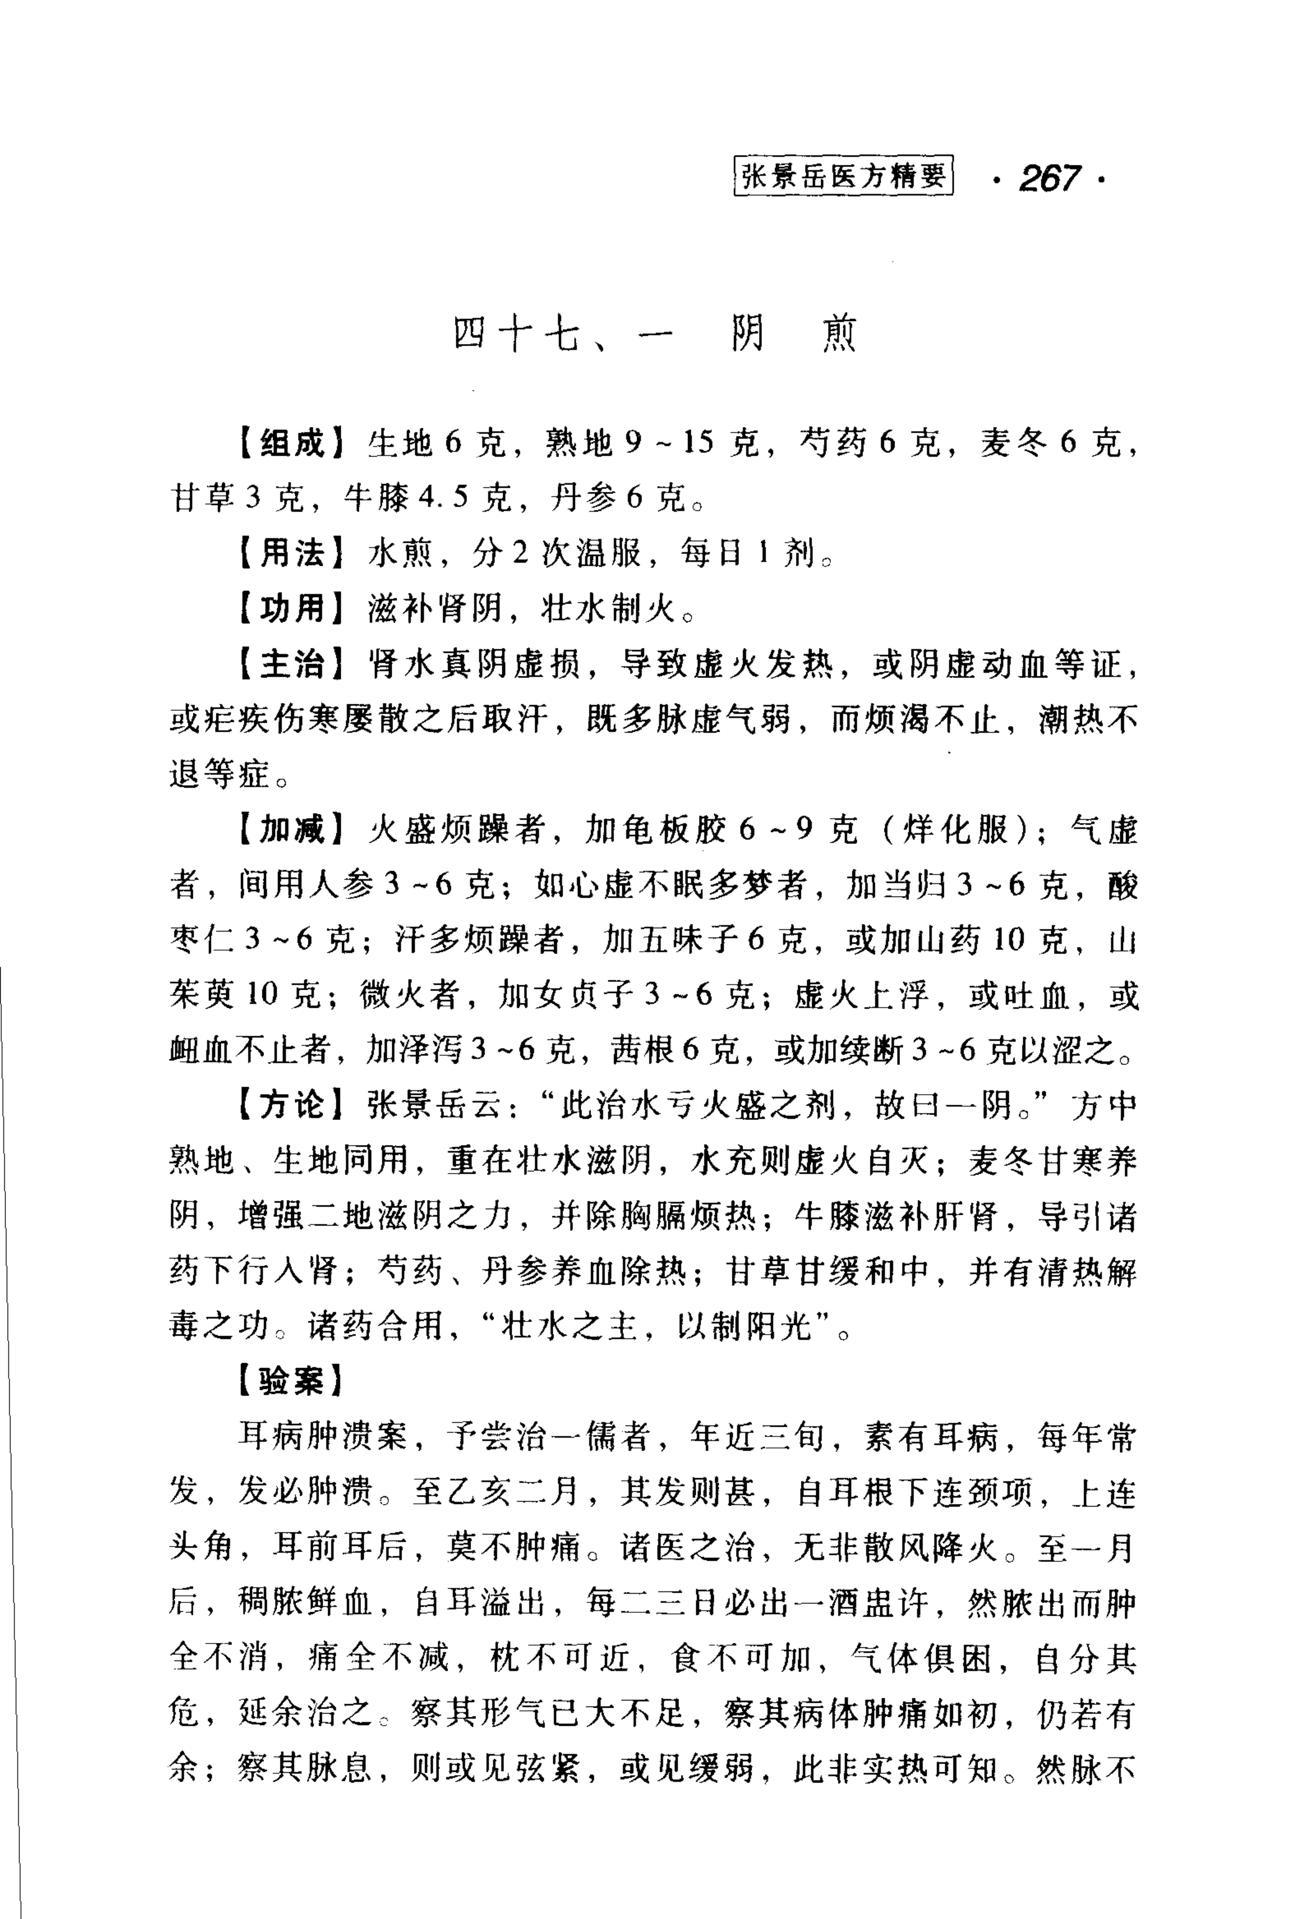 张景岳医方精要 · 267 ·
四十七、一 阴 煎
【组成】 生地 6 克，熟地 9 ~ 15 克，芍药 6 克，麦冬 6 克，
甘草 3 克，牛膝 4.5 克，丹参 6 克。
【用法】 水煎，分 2 次温服，每日 1 剂。
【功用】 滋补肾阴，壮水制火。
【主治】 肾水真阴虚损，导致虚火发热，或阴虚动血等证，
或疟疾伤寒屡散之后取汗，既多脉虚气弱，而烦渴不止，潮热不
退等症。
【加减】 火盛烦躁者，加龟板胶 6 ~ 9 克（烊化服）；气虚
者，间用人参 3 ~ 6 克；如心虚不眠多梦者，加当归 3 ~ 6 克，酸
枣仁 3 ~ 6 克；汗多烦躁者，加五味子 6 克，或加山药 10 克，山
茱萸 10 克；微火者，加女贞子 3 ~ 6 克；虚火上浮，或吐血，或
衄血不止者，加泽泻 3 ~ 6 克，茜根 6 克，或加续断 3 ~ 6 克以涩之。
【方论】 张景岳云：“此治水亏火盛之剂，故曰一阴。” 方中
熟地、生地同用，重在壮水滋阴，水充则虚火自灭；麦冬甘寒养
阴，增强二地滋阴之力，并除胸膈烦热；牛膝滋补肝肾，导引诸
药下行入肾；芍药、丹参养血除热；甘草甘缓和中，并有清热解
毒之功。诸药合用，“壮水之主，以制阳光”。
【验案】
耳病肿溃案，予尝治一儒者，年近三旬，素有耳病，每年常
发，发必肿溃。至乙亥二月，其发则甚，自耳根下连颈项，上连
头角，耳前耳后，莫不肿痛。诸医之治，无非散风降火。至一月
后，稠脓鲜血，自耳溢出，每二三日必出一酒盅许，然脓出而肿
全不消，痛全不减，枕不可近，食不可加，气体俱困，自分其
危，延余治之。察其形气已大不足，察其病体肿痛如初，仍若有
余；察其脉息，则或见弦紧，或见缓弱，此非实热可知。然脉不